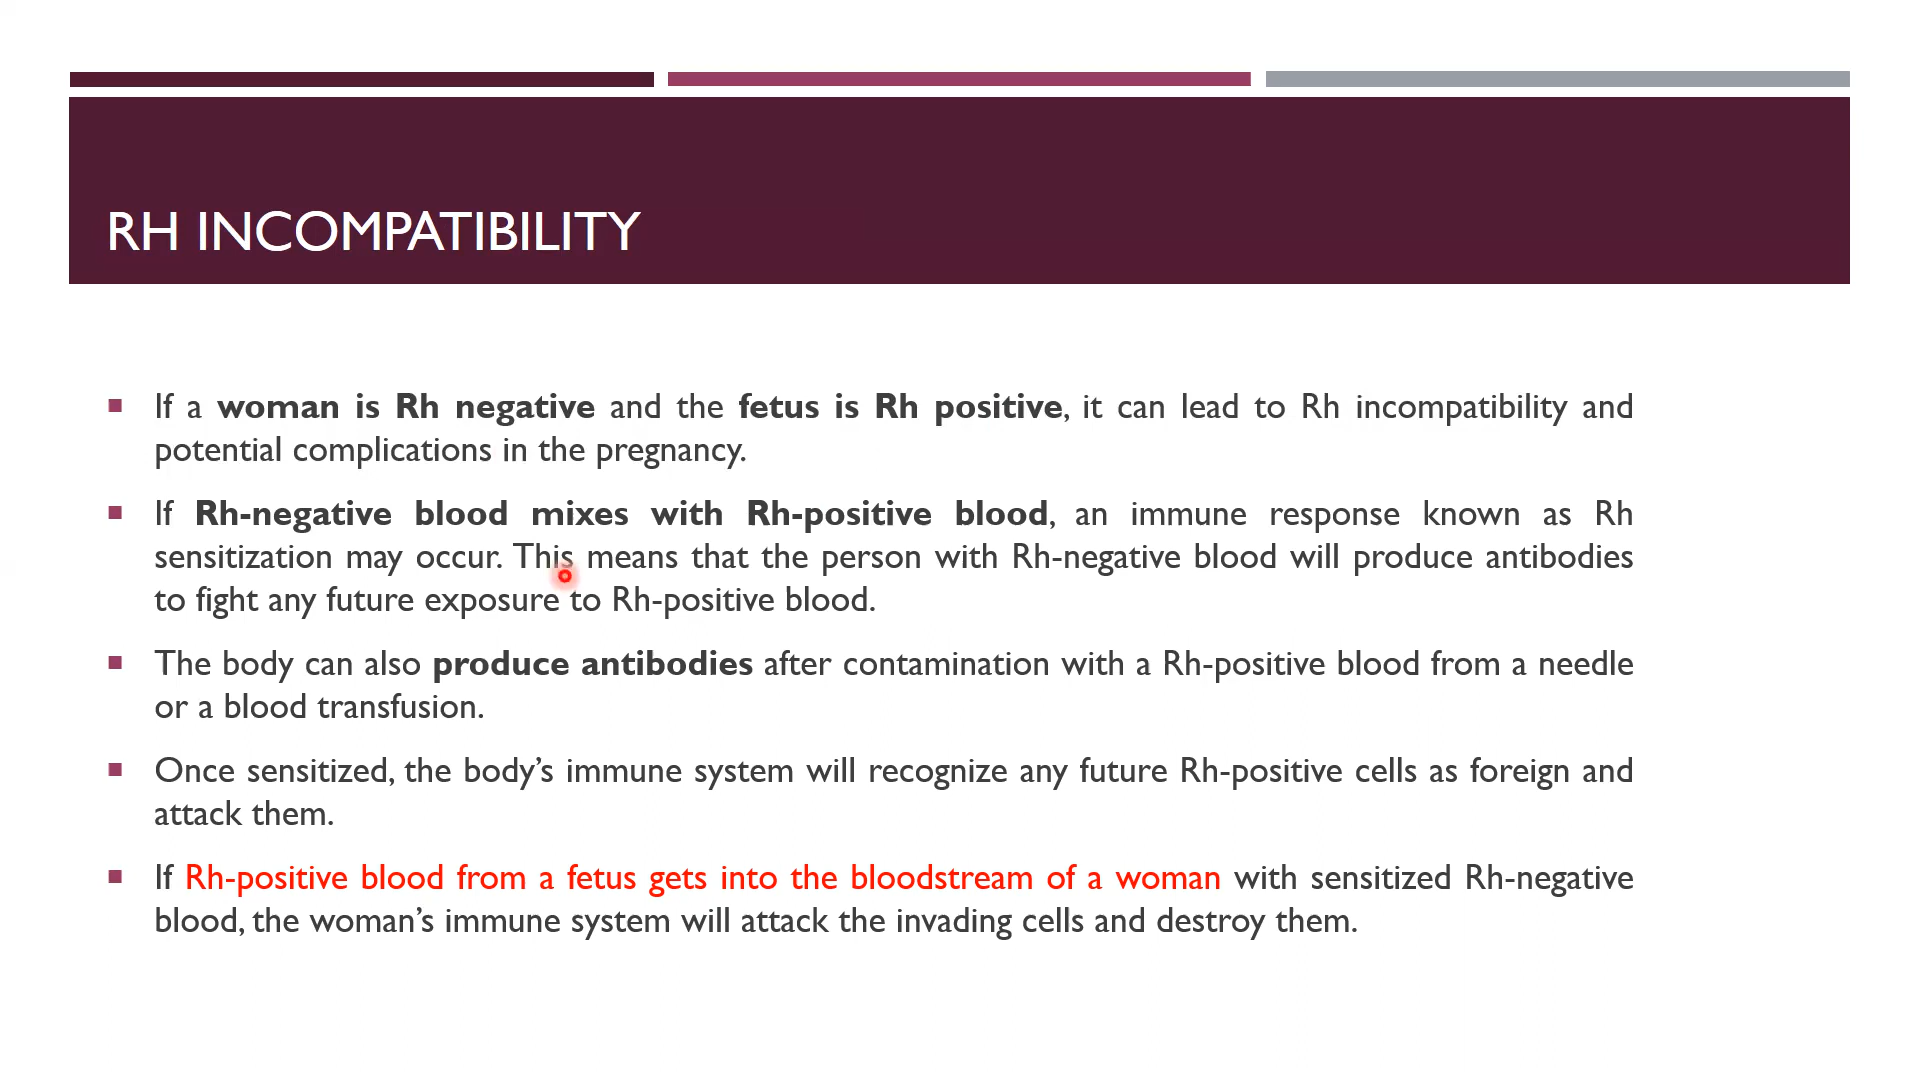 RH INCOMPATIBILITY
If a woman is Rh negative and the fetus is Rh positive, it can lead to Rh incompatibility and
potential complications in the pregnancy.
If Rh-negative blood mixes with Rh-positive blood, an immune response known as Rh
sensitization may occur. This means that the person with Rh-negative blood will produce antibodies
to fight any future exposure to Rh-positive blood.
The body can also produce antibodies after contamination with a Rh-positive blood from a needle
or a blood transfusion.
Once sensitized, the body’s immune system will recognize any future Rh-positive cells as foreign and
attack them.
If Rh-positive blood from a fetus gets into the bloodstream of a woman with sensitized Rh-negative
blood, the woman’s immune system will attack the invading cells and destroy them.